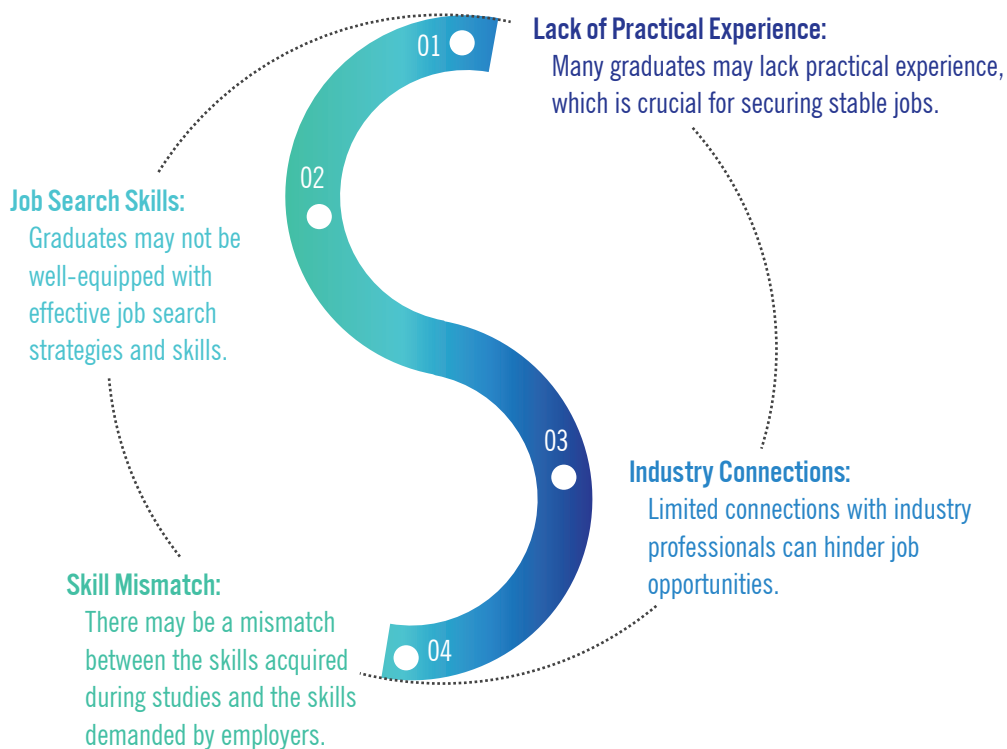 01
Lack of Practical Experience:
Many graduates may lack practical experience,
which is crucial for securing stable jobs.
02
Job Search Skills:
Graduates may not be
well-equipped with
effective job search
strategies and skills.
03
Industry Connections:
Limited connections with industry
professionals can hinder job
opportunities.
04
Skill Mismatch:
There may be a mismatch
between the skills acquired
during studies and the skills
demanded by employers.